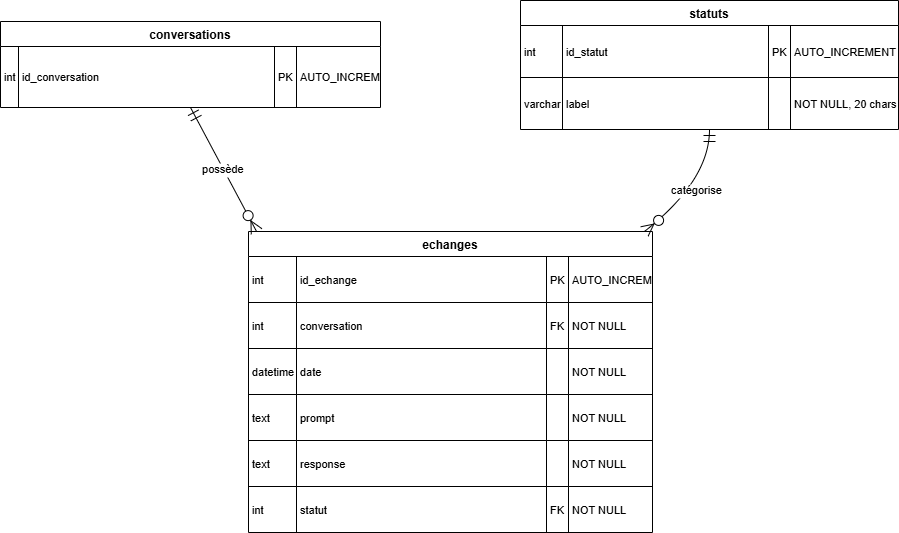 conversations
int id_conversation PK AUTO_INCREM
statuts
int id_statut PK AUTO_INCREMENT
varchar label NOT NULL, 20 chars
possède
catégorise
echanges
int id_echange PK AUTO_INCREM
int conversation FK NOT NULL
datetime date NOT NULL
text prompt NOT NULL
text response NOT NULL
int statut FK NOT NULL